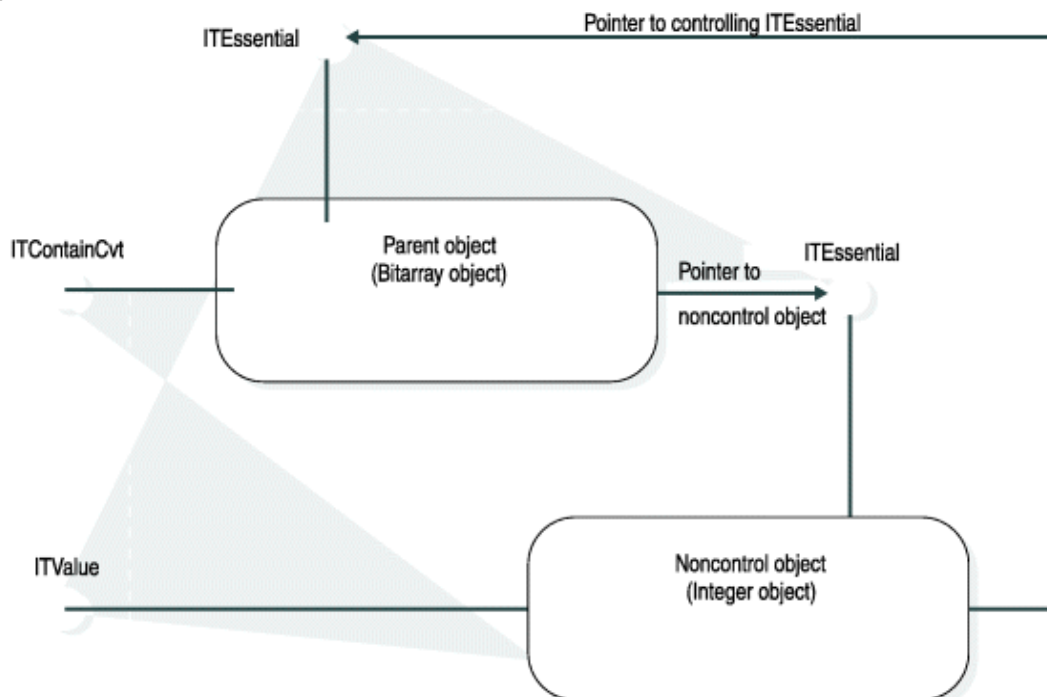 Pointer to controlling ITEssential
ITEssential
ITContainCvt
Parent object
(Bitarray object)
ITEssential
Pointer to
noncontrol object
ITValue
Noncontrol object
(Integer object)